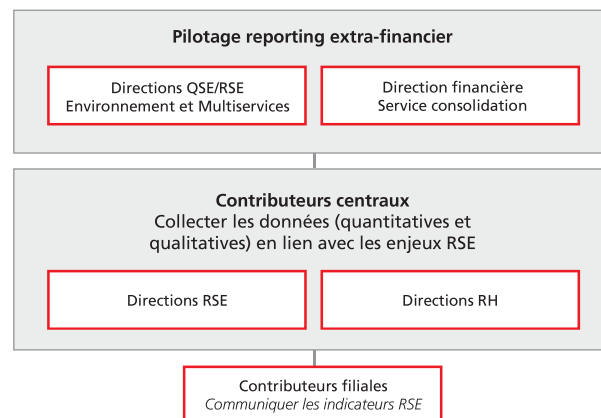 Pilotage reporting extra-financier
Directions QSE/RSE
Environnement et Multiservices
Direction financière
Service consolidation
Contributeurs centraux
Collecter les données (quantitatives et
qualitatives) en lien avec les enjeux RSE
Directions RSE
Directions RH
Contributeurs filiales
Communiquer les indicateurs RSE